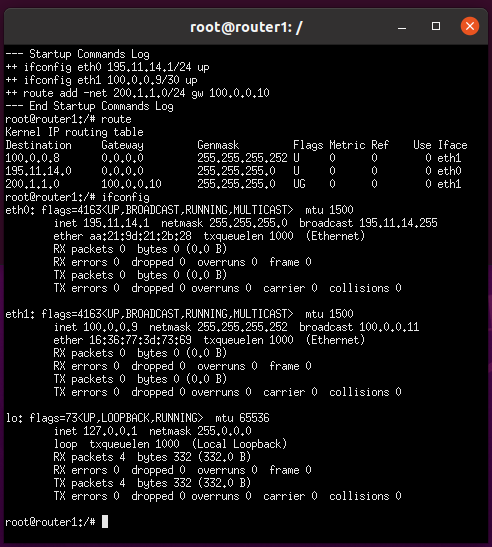 root@router1: /
--- Startup Commands Log
++ ifconfig eth0 195.11.14.1/24 up
++ ifconfig eth1 100.0.0.9/30 up
++ route add -net 200.1.1.0/24 gw 100.0.0.10
--- End Startup Commands Log
root@router1:/# route
Kernel IP routing table
Destination     Gateway         Genmask         Flags Metric Ref    Use Iface
100.0.0.8       0.0.0.0         255.255.255.252 U     0      0        0 eth1
195.11.14.0     0.0.0.0         255.255.255.0   U     0      0        0 eth0
200.1.1.0       100.0.0.10      255.255.255.0   UG    0      0        0 eth1
root@router1:/# ifconfig
eth0: flags=4163<UP,BROADCAST,RUNNING,MULTICAST>  mtu 1500
        inet 195.11.14.1  netmask 255.255.255.0  broadcast 195.11.14.255
        ether aa:21:9d:21:2b:28  txqueuelen 1000  (Ethernet)
        RX packets 0  bytes 0 (0.0 B)
        RX errors 0  dropped 0  overruns 0  frame 0
        TX packets 0  bytes 0 (0.0 B)
        TX errors 0  dropped 0 overruns 0  carrier 0  collisions 0

eth1: flags=4163<UP,BROADCAST,RUNNING,MULTICAST>  mtu 1500
        inet 100.0.0.9  netmask 255.255.255.252  broadcast 100.0.0.11
        ether 16:36:77:3d:73:69  txqueuelen 1000  (Ethernet)
        RX packets 0  bytes 0 (0.0 B)
        RX errors 0  dropped 0  overruns 0  frame 0
        TX packets 0  bytes 0 (0.0 B)
        TX errors 0  dropped 0 overruns 0  carrier 0  collisions 0

lo: flags=73<UP,LOOPBACK,RUNNING>  mtu 65536
        inet 127.0.0.1  netmask 255.0.0.0
        loop  txqueuelen 1000  (Local Loopback)
        RX packets 4  bytes 332 (332.0 B)
        RX errors 0  dropped 0  overruns 0  frame 0
        TX packets 4  bytes 332 (332.0 B)
        TX errors 0  dropped 0 overruns 0  carrier 0  collisions 0

root@router1:/#